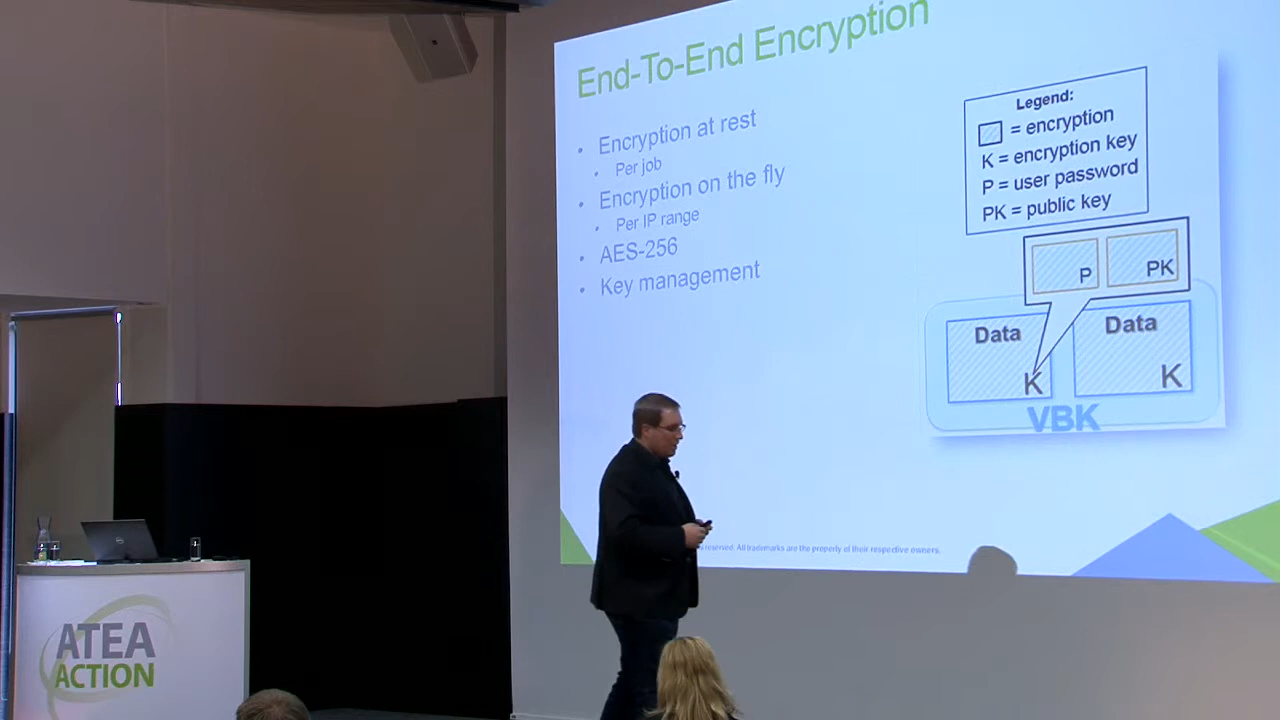 End-To-End Encryption
• Encryption at rest
• Per job
• Encryption on the fly
• Per IP range
• AES-256
• Key management
Legend:
= encryption
K = encryption key
P = user password
PK = public key
P
PK
Data
K
Data
K
VBK
reserved. All trademarks are the property of their respective owners.
ATEA
ACTION
DELL